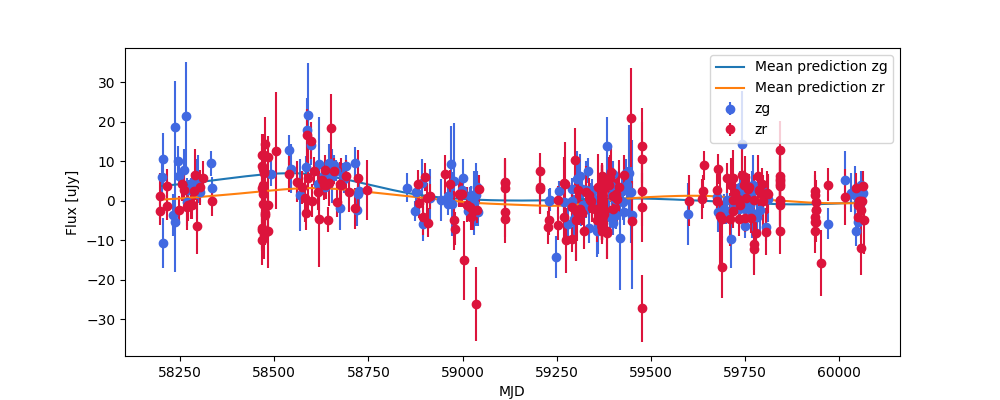 Flux [uJy]
30
20
10
0
−10
−20
−30
58250
58500
58750
59000
59250
59500
59750
60000
MJD
Mean prediction zg
Mean prediction zr
zg
zr